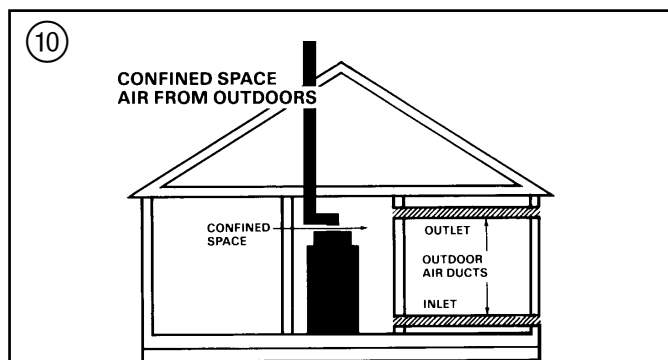 10
CONFINED SPACE
AIR FROM OUTDOORS
CONFINED
SPACE
OUTLET
OUTDOOR
AIR DUCTS
INLET